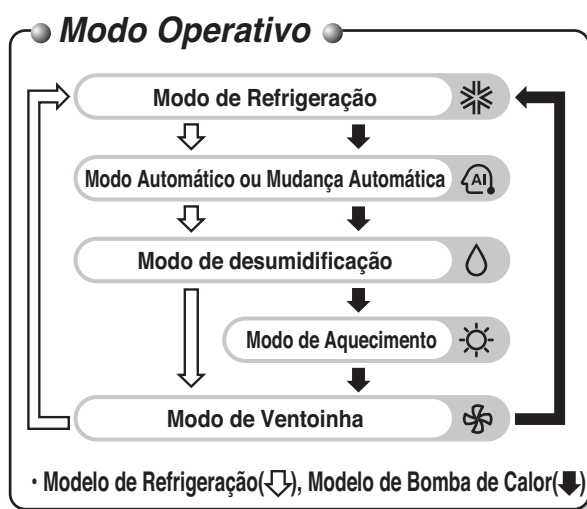 Modo Operativo
Modo de Refrigeração
Modo Automático ou Mudança Automática
AI
Modo de desumidificação
Modo de Aquecimento
Modo de Ventoinha
· Modelo de Refrigeração(⇩), Modelo de Bomba de Calor(⬇)